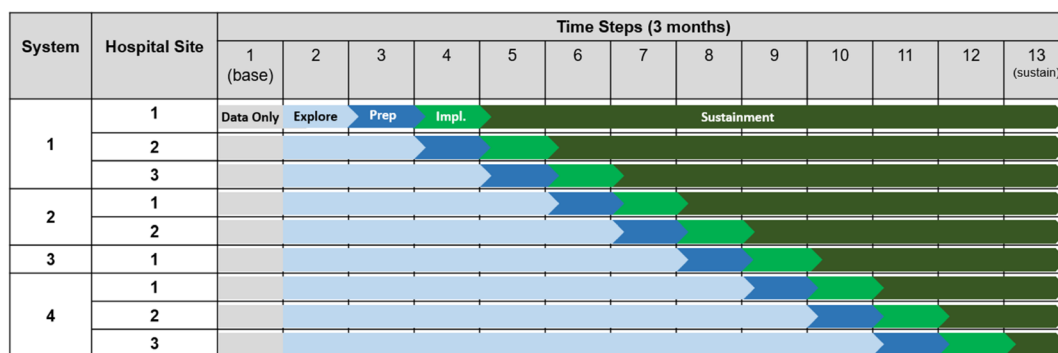 System Hospital Site Time Steps (3 months)
1 2 3 4 5 6 7 8 9 10 11 12 13
(base) (sustain)
1 1 Data Only Explore Prep Impl. Sustainment
2
3
2 1
2
3 1
4 1
2
3